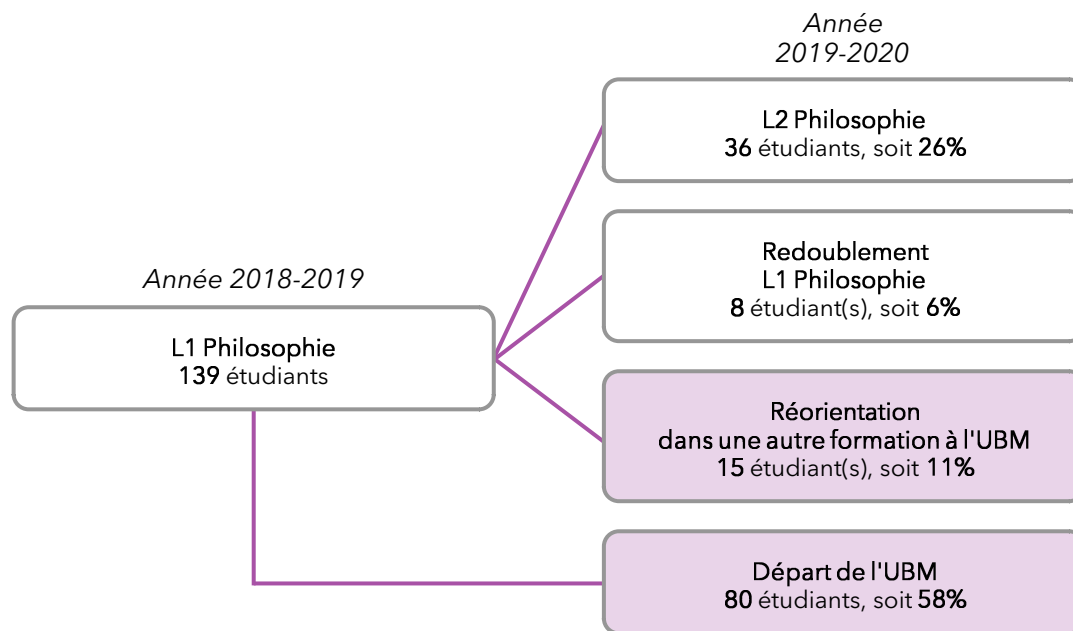 Année
2019-2020
L2 Philosophie
36 étudiants, soit 26%
Redoublement
L1 Philosophie
8 étudiant(s), soit 6%
Année 2018-2019
L1 Philosophie
139 étudiants
Réorientation
dans une autre formation à l'UBM
15 étudiant(s), soit 11%
Départ de l'UBM
80 étudiants, soit 58%